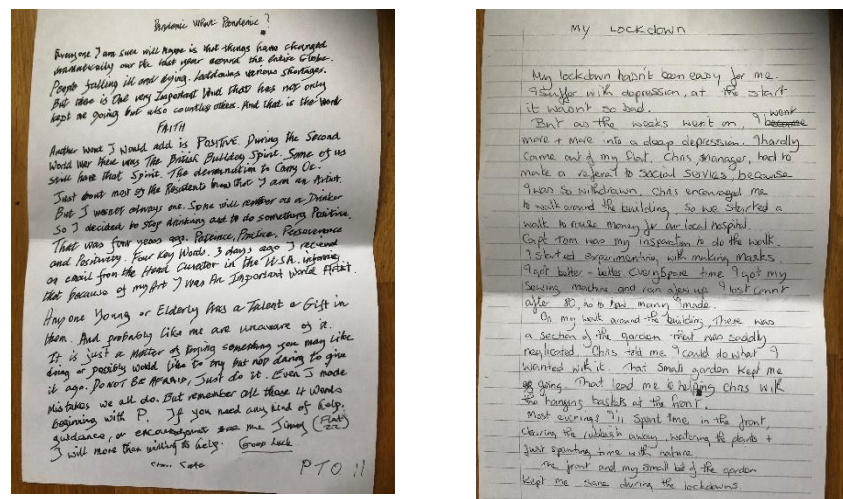 Pandemic What Pandemic?
Everyone I am sure will agree is that things have changed
dramatically over the last year around the entire Globe.
People falling ill and dying. Lockdowns various shortages.
But there is One very Important Word that has not only
kept me going but also countless others. And that is the word
FAITH
Another word I would add is POSITIVE. During the Second
World War there was The British Bulldog Spirit. Some of us
still have that Spirit. The determination to Carry On.
Just about most of the Residents know that I am an Artist.
But I wasn't always one. Some will remember as a Drinker
So I decided to stop drinking and to do something Positive.
That was four years ago. Patience, Practice, Perseverance
and Positivity. Four Key Words. 3 days ago I received
an email from the Head Curator in the U.S.A. informing
that because of my Art I was An Important World Artist.
Any one Young or Elderly has a Talent or Gift in
them. And probably like me are unaware of it.
It is just a Matter of trying something you may like
doing or possibly would like to try but not daring to give
it ago. DO NOT BE AFRAID, Just do it. Even I made
Mistakes we all do. But remember all those 4 words
beginning with P. If you need any kind of help,
guidance, or encouragement see me Jimmy (Flat 22)
I will more than willing to help. Good Luck
PTO !!
MY LOCKDOWN
My lockdown hasn't been easy for me.
I suffer with depression, at the start
it wasn't so bad.
But as the weeks went on, I went
more + more into a deap depression. I hardly
came out of my flat. Chris, manager, had to
make a referal to Social Sevices, because
I was so withdrawn. Chris encouraged me
to walk around the building, so we started a
walk to rause money for our local hospital.
Capt Tom was my insparation to do the walk.
I started experimenting with making masks.
I got better + better. Every spare time I got my
Sewing machine and ran afew up I lost count
after 80, as to how many I made.
On my walk around the building, There was
a section of the garden that was saddly
neglicated. Chris told me I could do what I
wanted with it. That small garden kept me
going. That lead me to helping Chris with
the hanging baskets at the front.
Most evenings I'll spent time in the front,
clearing the rubbish away, watering the plants +
Just spending time with nature.
The front and my small bit of the garden
kept me sane during the lockdowns.